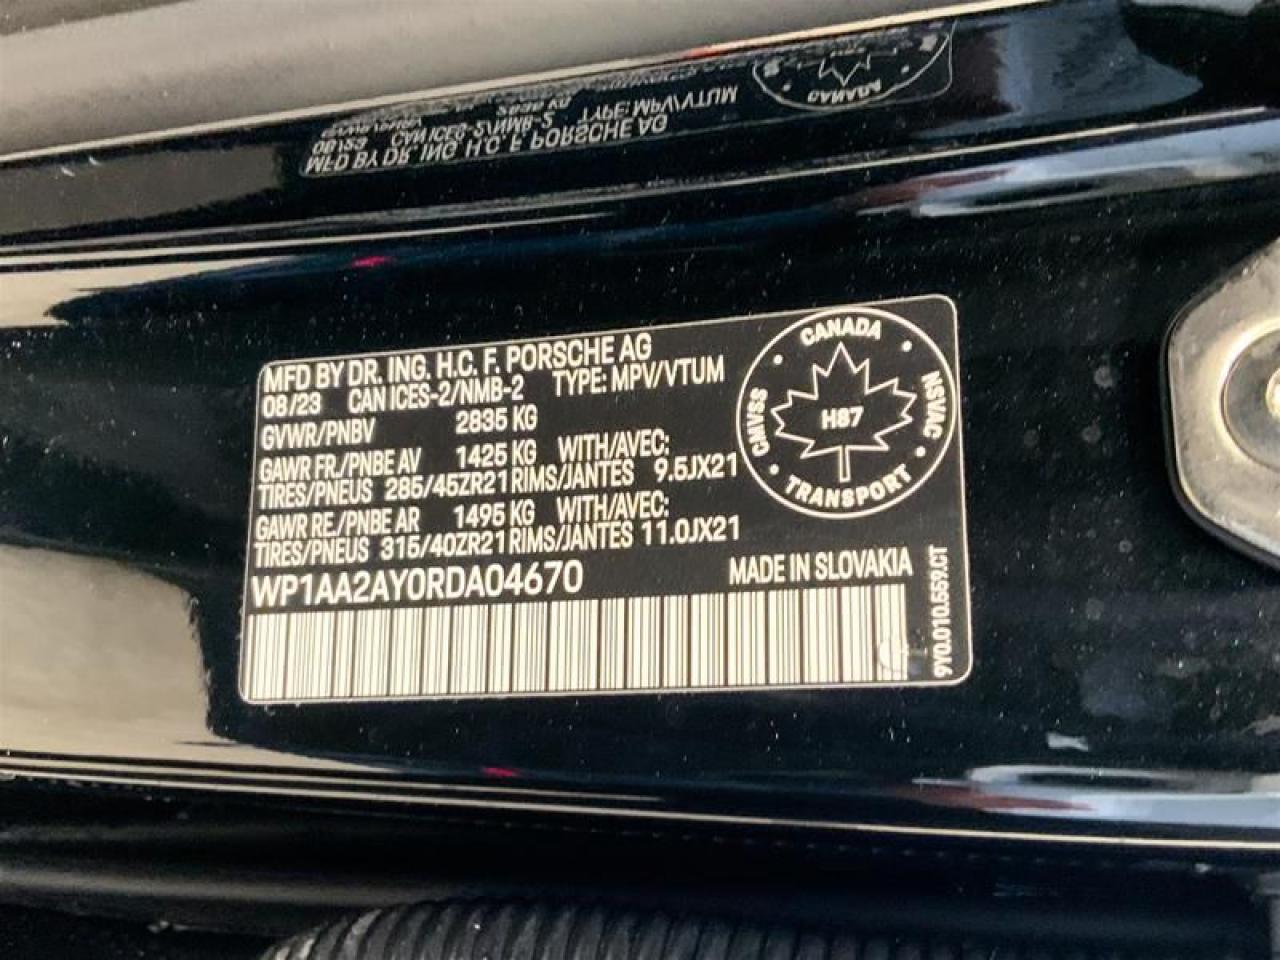 MFD BY DR. ING. H.C. F. PORSCHE AG
08/23 CAN ICES-2/NMB-2 TYPE: MPV/VTUM
GVWR/PNBV 2835 KG
GAWR FR./PNBE AV 1425 KG WITH/AVEC:
TIRES/PNEUS 285/45ZR21 RIMS/JANTES 9.5JX21
GAWR RE./PNBE AR 1495 KG WITH/AVEC:
TIRES/PNEUS 315/40ZR21 RIMS/JANTES 11.0JX21
WP1AA2AY0RDA04670 MADE IN SLOVAKIA
CANADA
CMVSS
H87
NSVAC
TRANSPORT
9Y0.010.559.CT